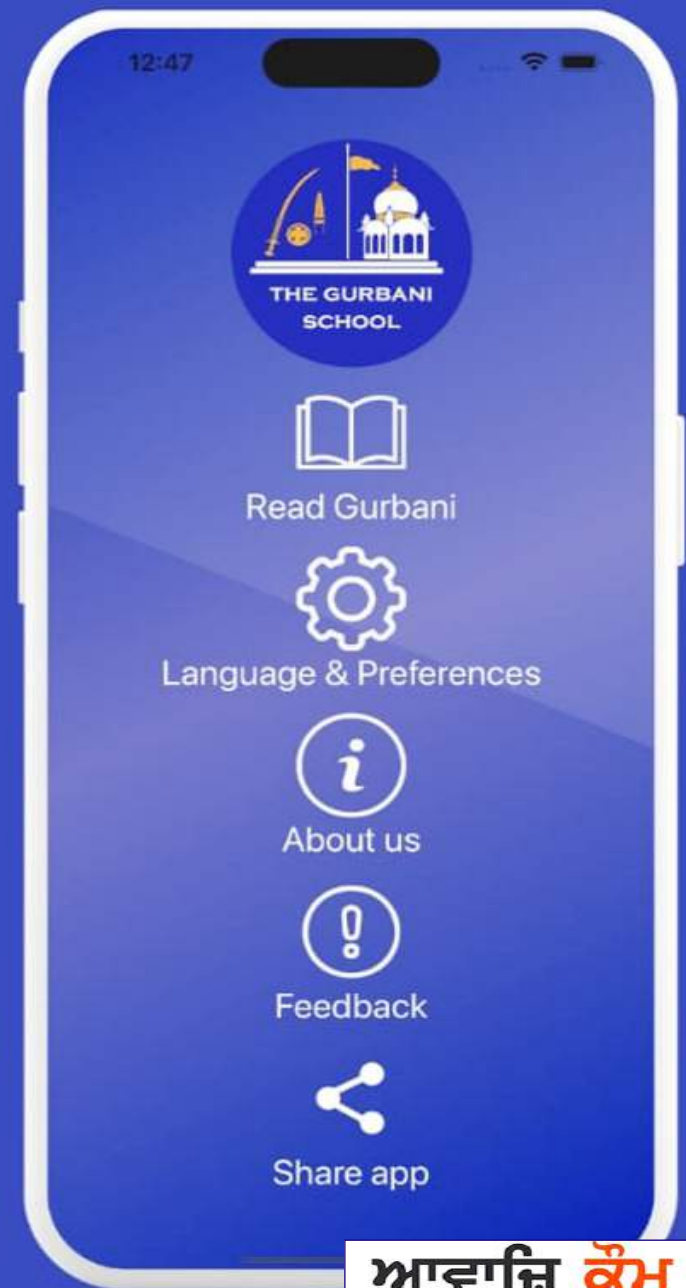 12:47
THE GURBANI
SCHOOL
Read Gurbani
Language & Preferences
i
About us
!
Feedback
Share app
ਆਵਾਜ਼ਿ ਕੌਮ